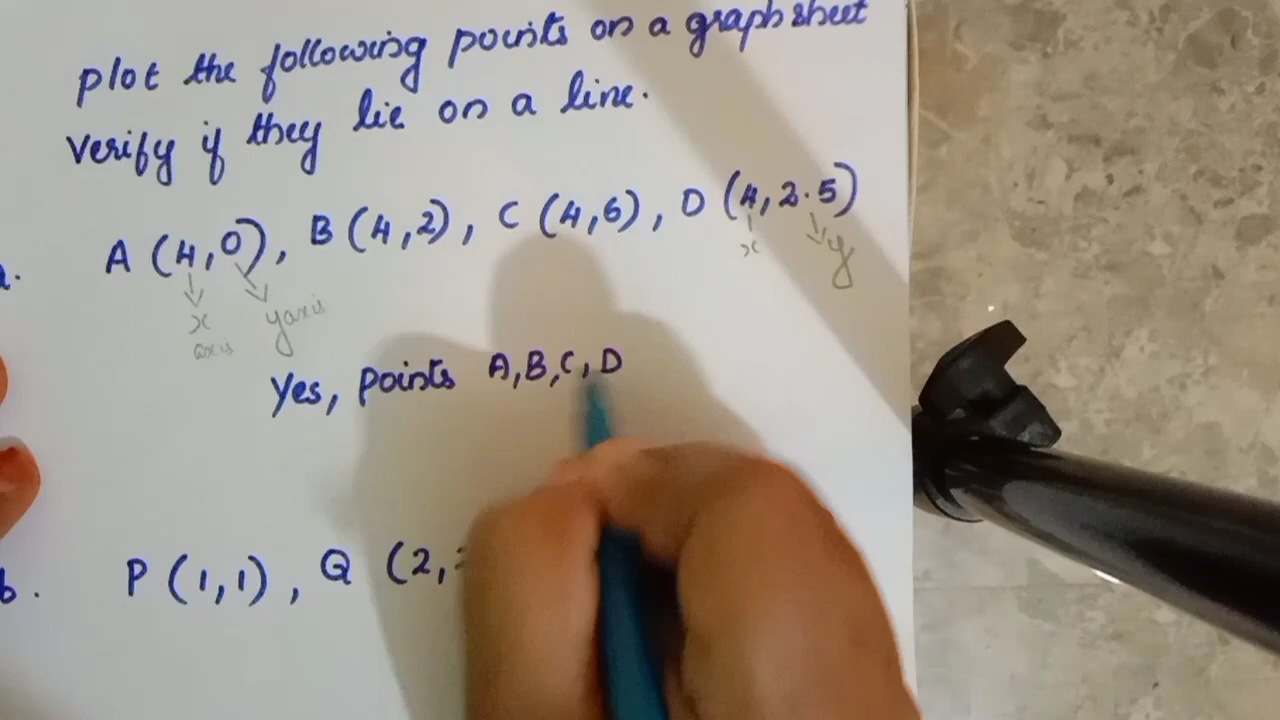 plot the following points on a graph sheet
verify if they lie on a line.
a. A (4,0), B (4,2), C (4,6), D (4,2.5)
x axis y axis x y
Yes, points A,B,C,D
b. P (1,1), Q (2,